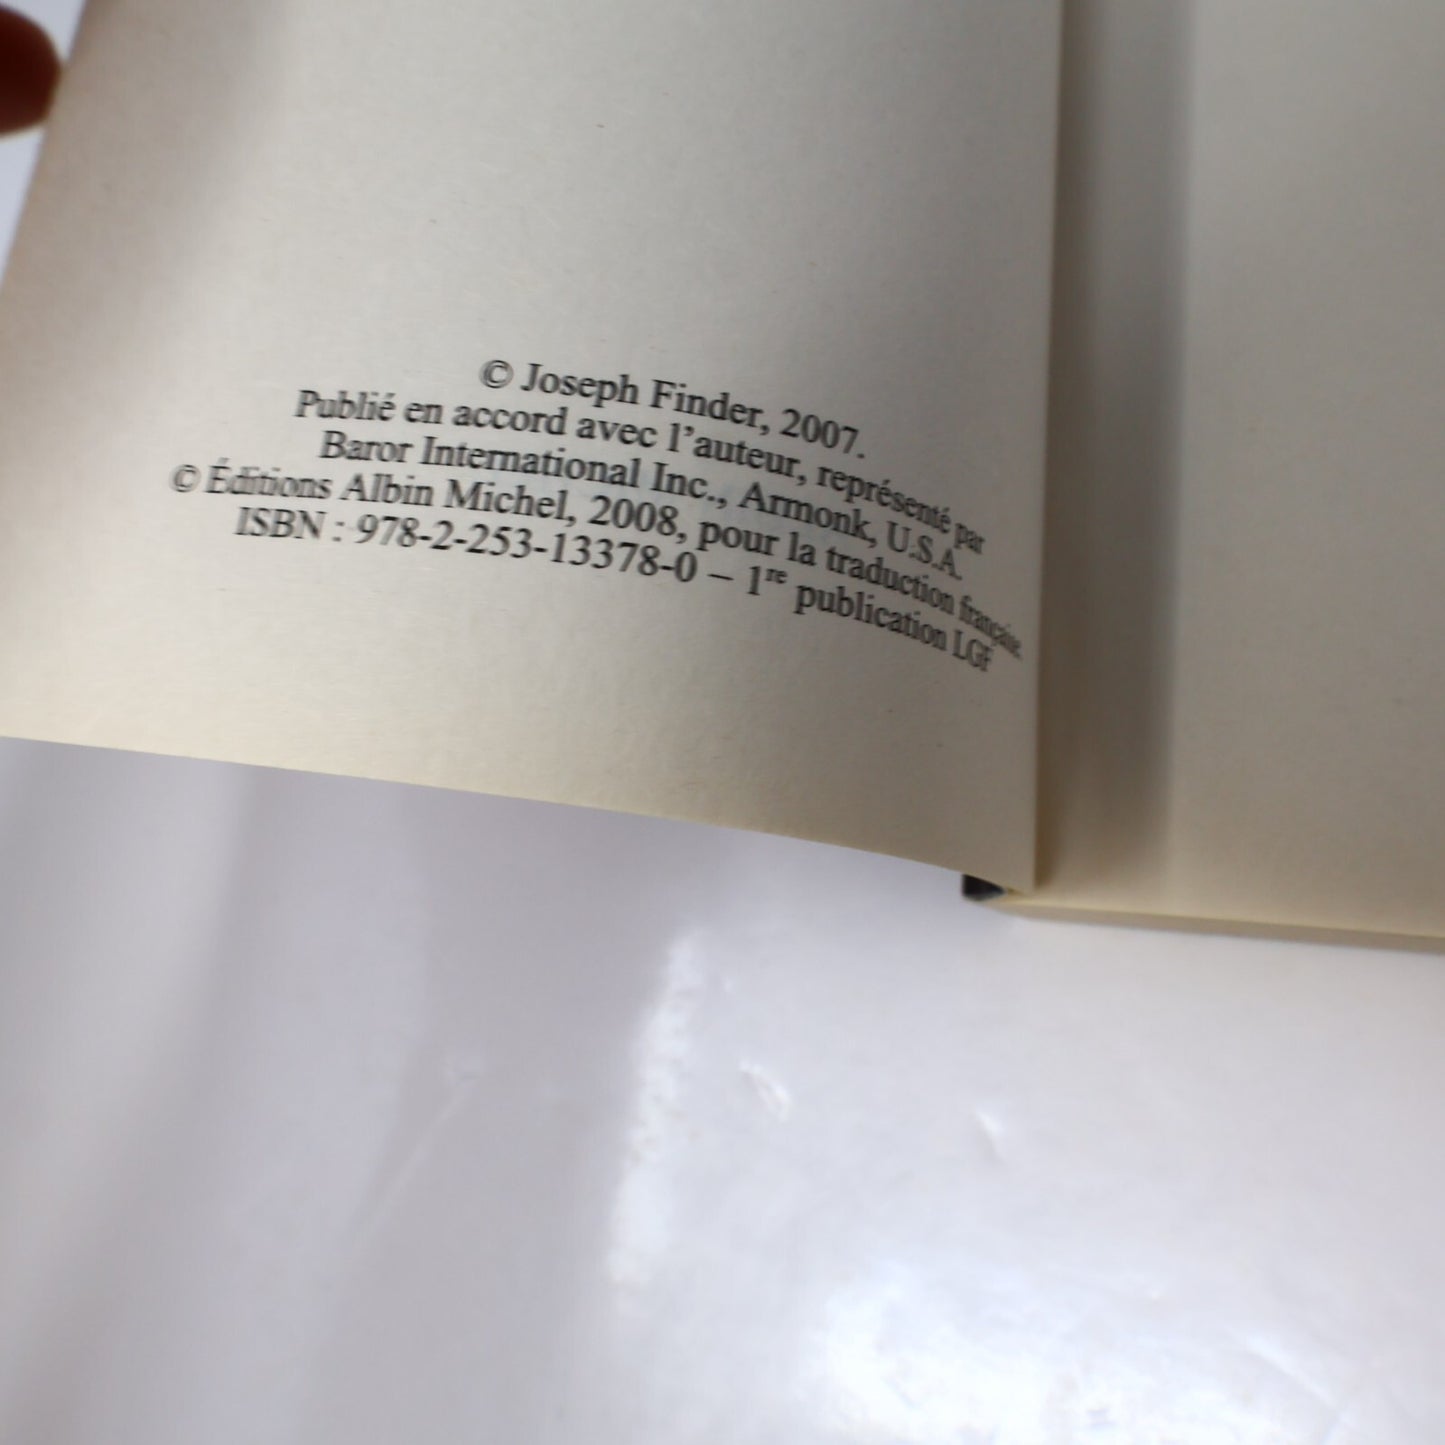 © Joseph Finder, 2007.
Publié en accord avec l’auteur, représenté par
Baror International Inc., Armonk, U.S.A.
© Éditions Albin Michel, 2008, pour la traduction française.
ISBN : 978-2-253-13378-0 – 1re publication LGF